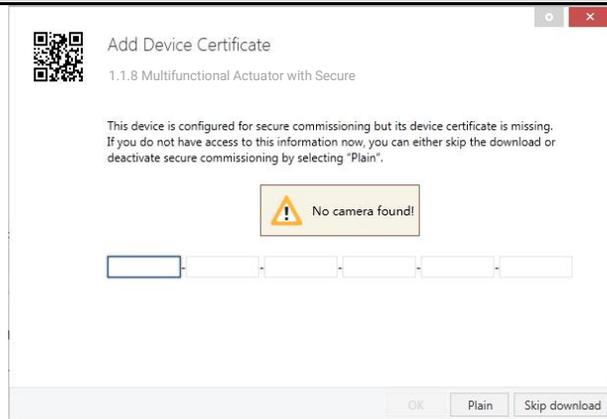 Add Device Certificate
1.1.8 Multifunctional Actuator with Secure
This device is configured for secure commissioning but its device certificate is missing.
If you do not have access to this information now, you can either skip the download or
deactivate secure commissioning by selecting "Plain".
No camera found!
- - - - -
OK Plain Skip download